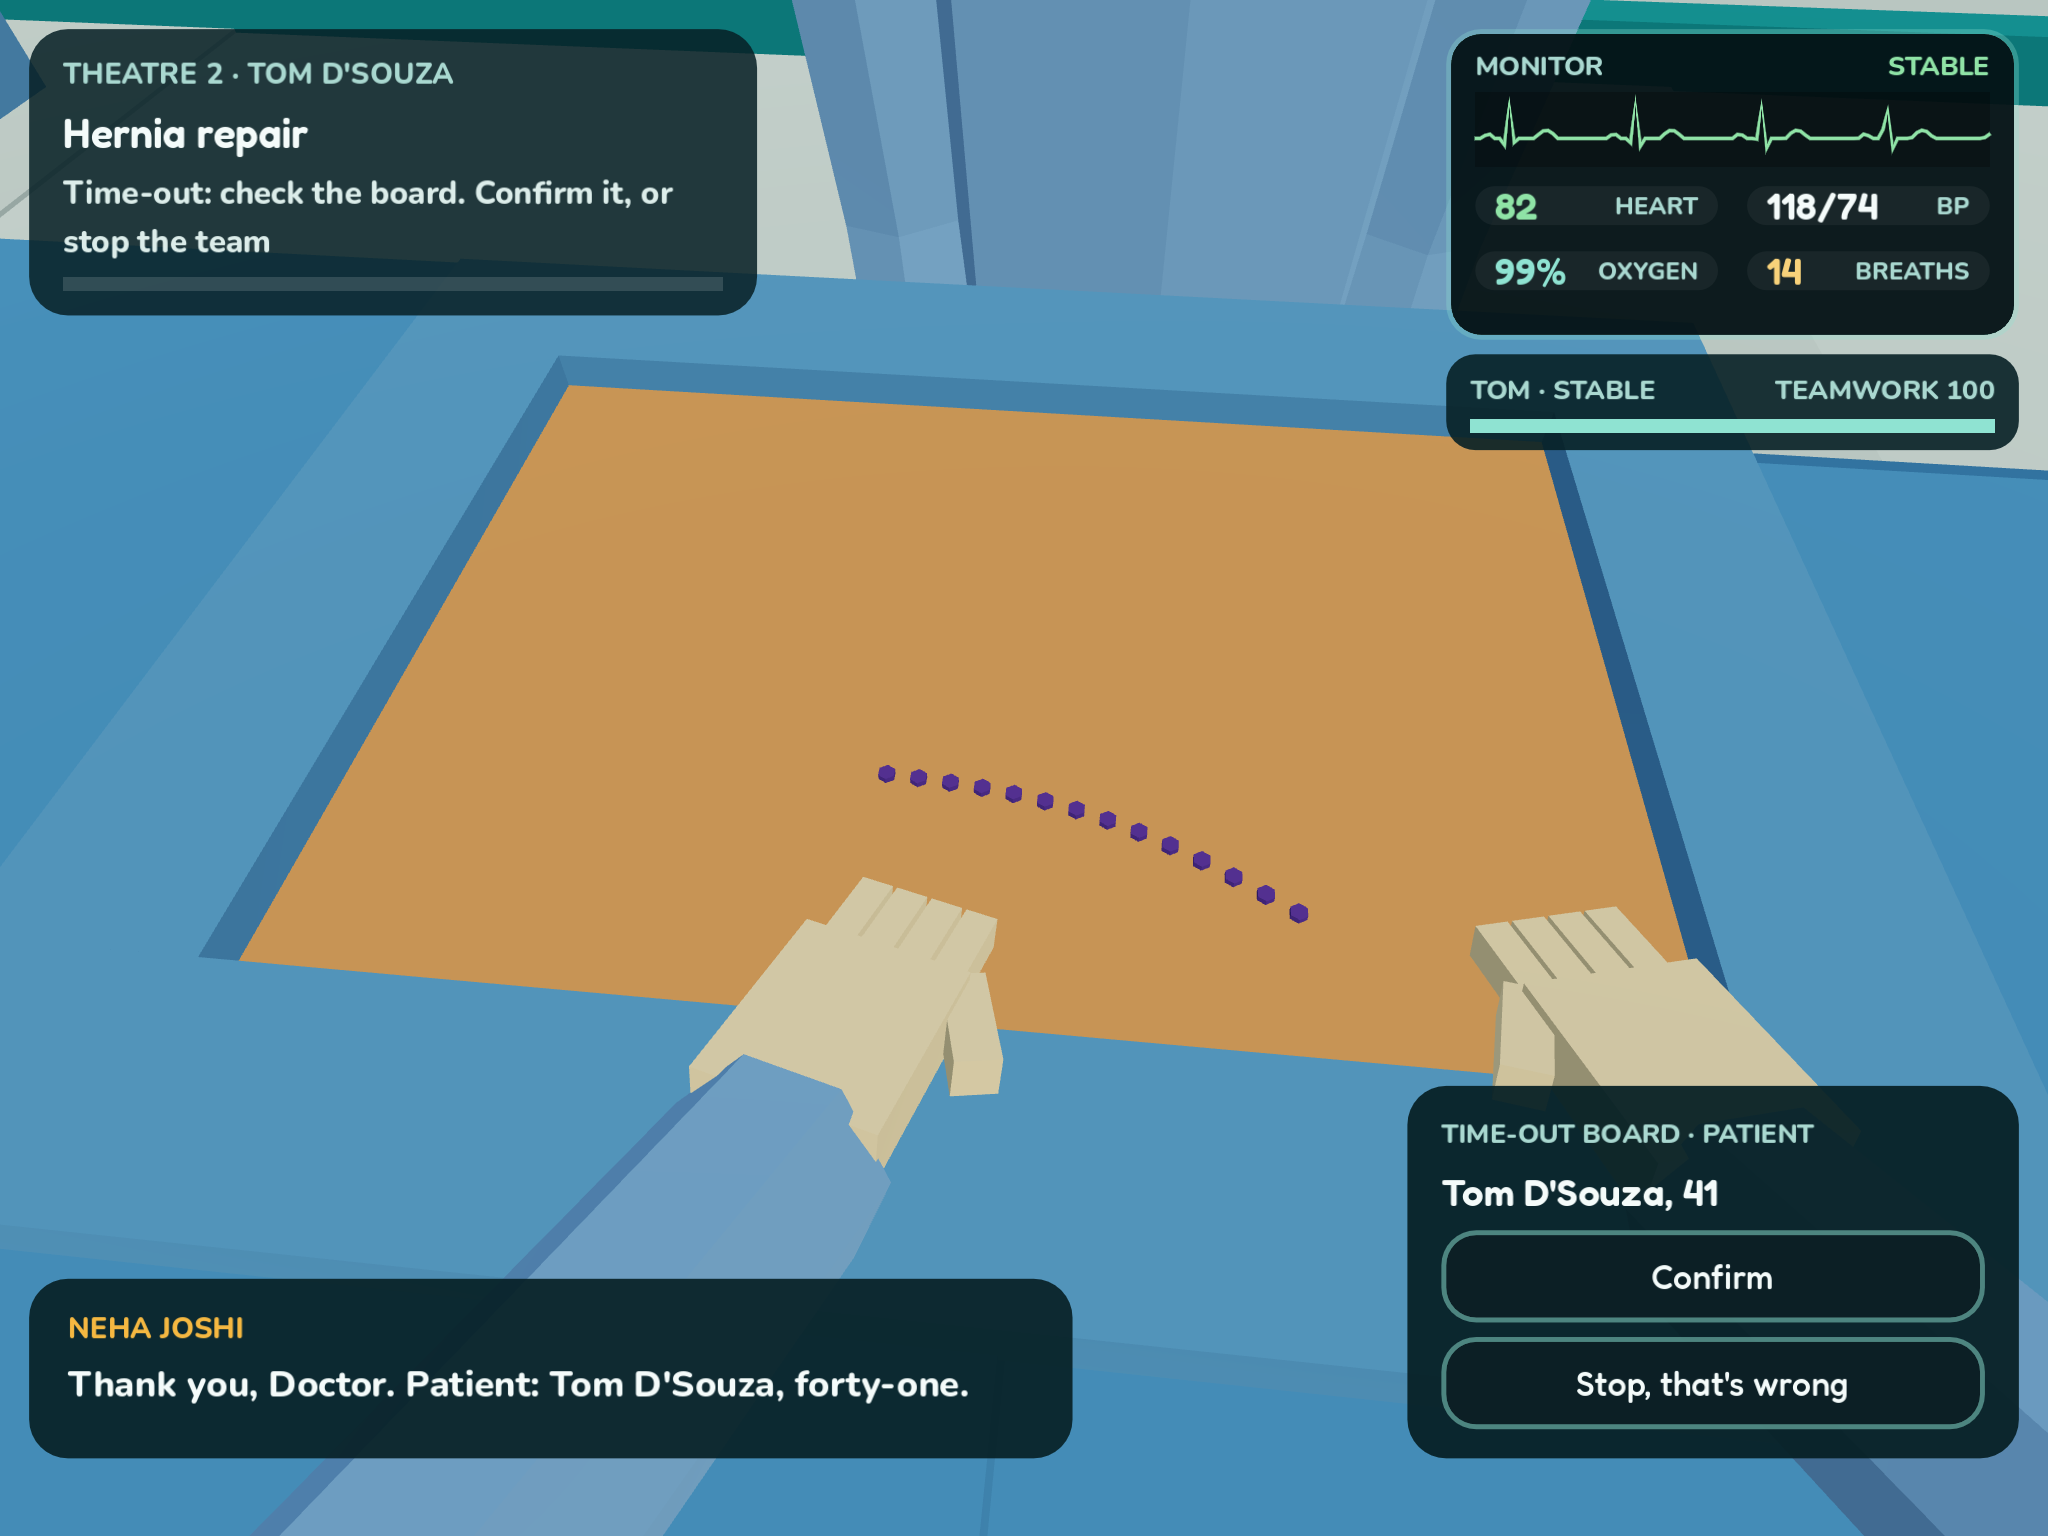 THEATRE 2 · TOM D'SOUZA
Hernia repair
Time-out: check the board. Confirm it, or
stop the team
MONITOR STABLE
82 HEART 118/74 BP
99% OXYGEN 14 BREATHS
TOM · STABLE TEAMWORK 100
TIME-OUT BOARD · PATIENT
Tom D'Souza, 41
Confirm
Stop, that's wrong
NEHA JOSHI
Thank you, Doctor. Patient: Tom D'Souza, forty-one.